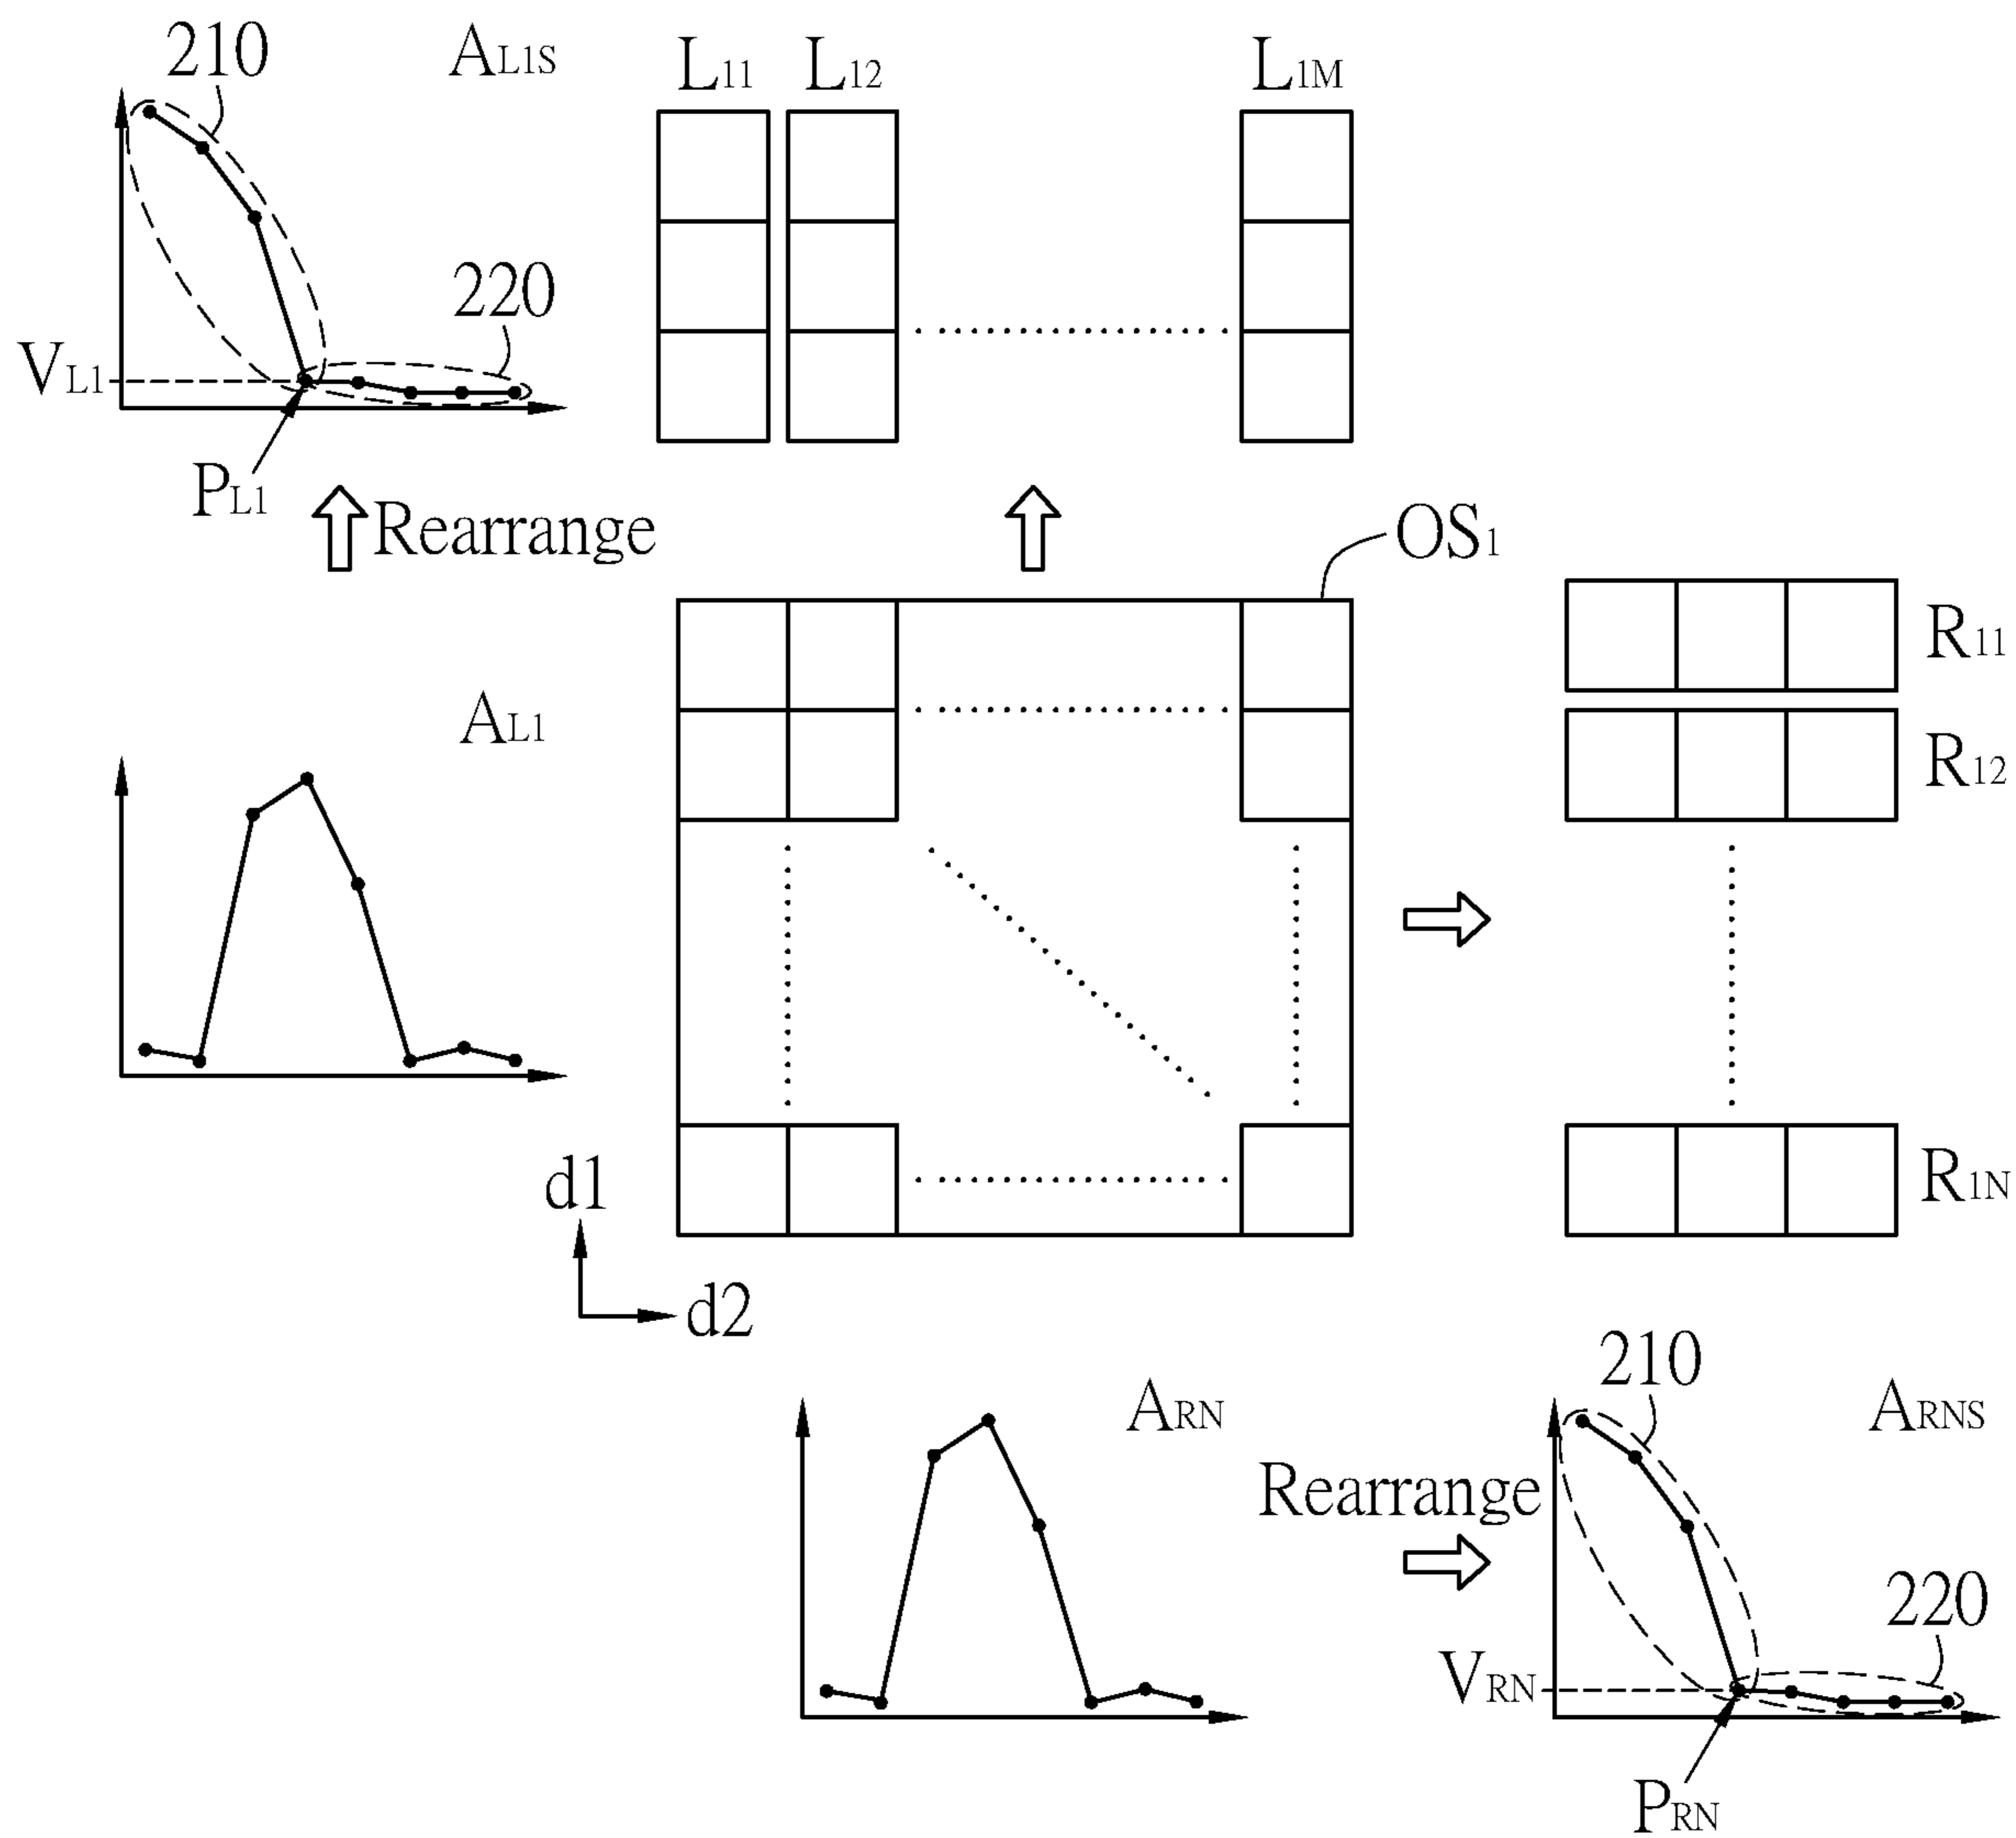 210
AL1S
L11
L12
L1M
220
VL1
PL1
Rearrange
OS1
R11
AL1
R12
d1
R1N
d2
210
ARN
ARNS
Rearrange
220
VRN
PRN